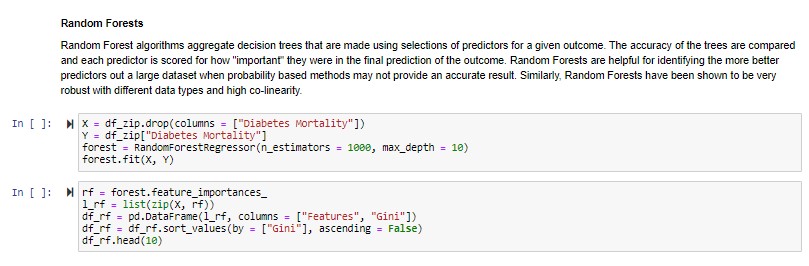 Random Forests
Random Forest algorithms aggregate decision trees that are made using selections of predictors for a given outcome. The accuracy of the trees are compared
and each predictor is scored for how "important" they were in the final prediction of the outcome. Random Forests are helpful for identifying the more better
predictors out a large dataset when probability based methods may not provide an accurate result. Similarly, Random Forests have been shown to be very
robust with different data types and high co-linearity.
In [ ]: X = df_zip.drop(columns = ["Diabetes Mortality"])
Y = df_zip["Diabetes Mortality"]
forest = RandomForestRegressor(n_estimators = 1000, max_depth = 10)
forest.fit(X, Y)
In [ ]: rf = forest.feature_importances_
l_rf = list(zip(X, rf))
df_rf = pd.DataFrame(l_rf, columns = ["Features", "Gini"])
df_rf = df_rf.sort_values(by = ["Gini"], ascending = False)
df_rf.head(10)